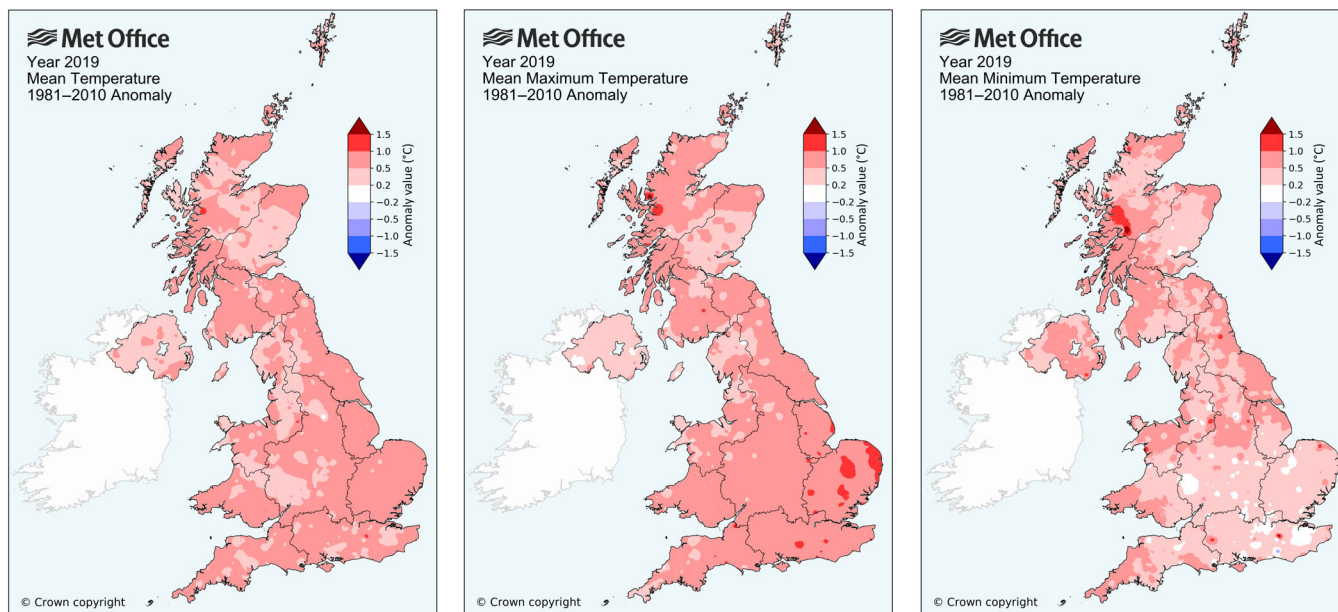 Met Office
Year 2019
Mean Temperature
1981–2010 Anomaly
1.5
1.0
0.5
0.2
−0.2
−0.5
−1.0
−1.5
Anomaly value (°C)
© Crown copyright
Met Office
Year 2019
Mean Maximum Temperature
1981–2010 Anomaly
1.5
1.0
0.5
0.2
−0.2
−0.5
−1.0
−1.5
Anomaly value (°C)
© Crown copyright
Met Office
Year 2019
Mean Minimum Temperature
1981–2010 Anomaly
1.5
1.0
0.5
0.2
−0.2
−0.5
−1.0
−1.5
Anomaly value (°C)
© Crown copyright